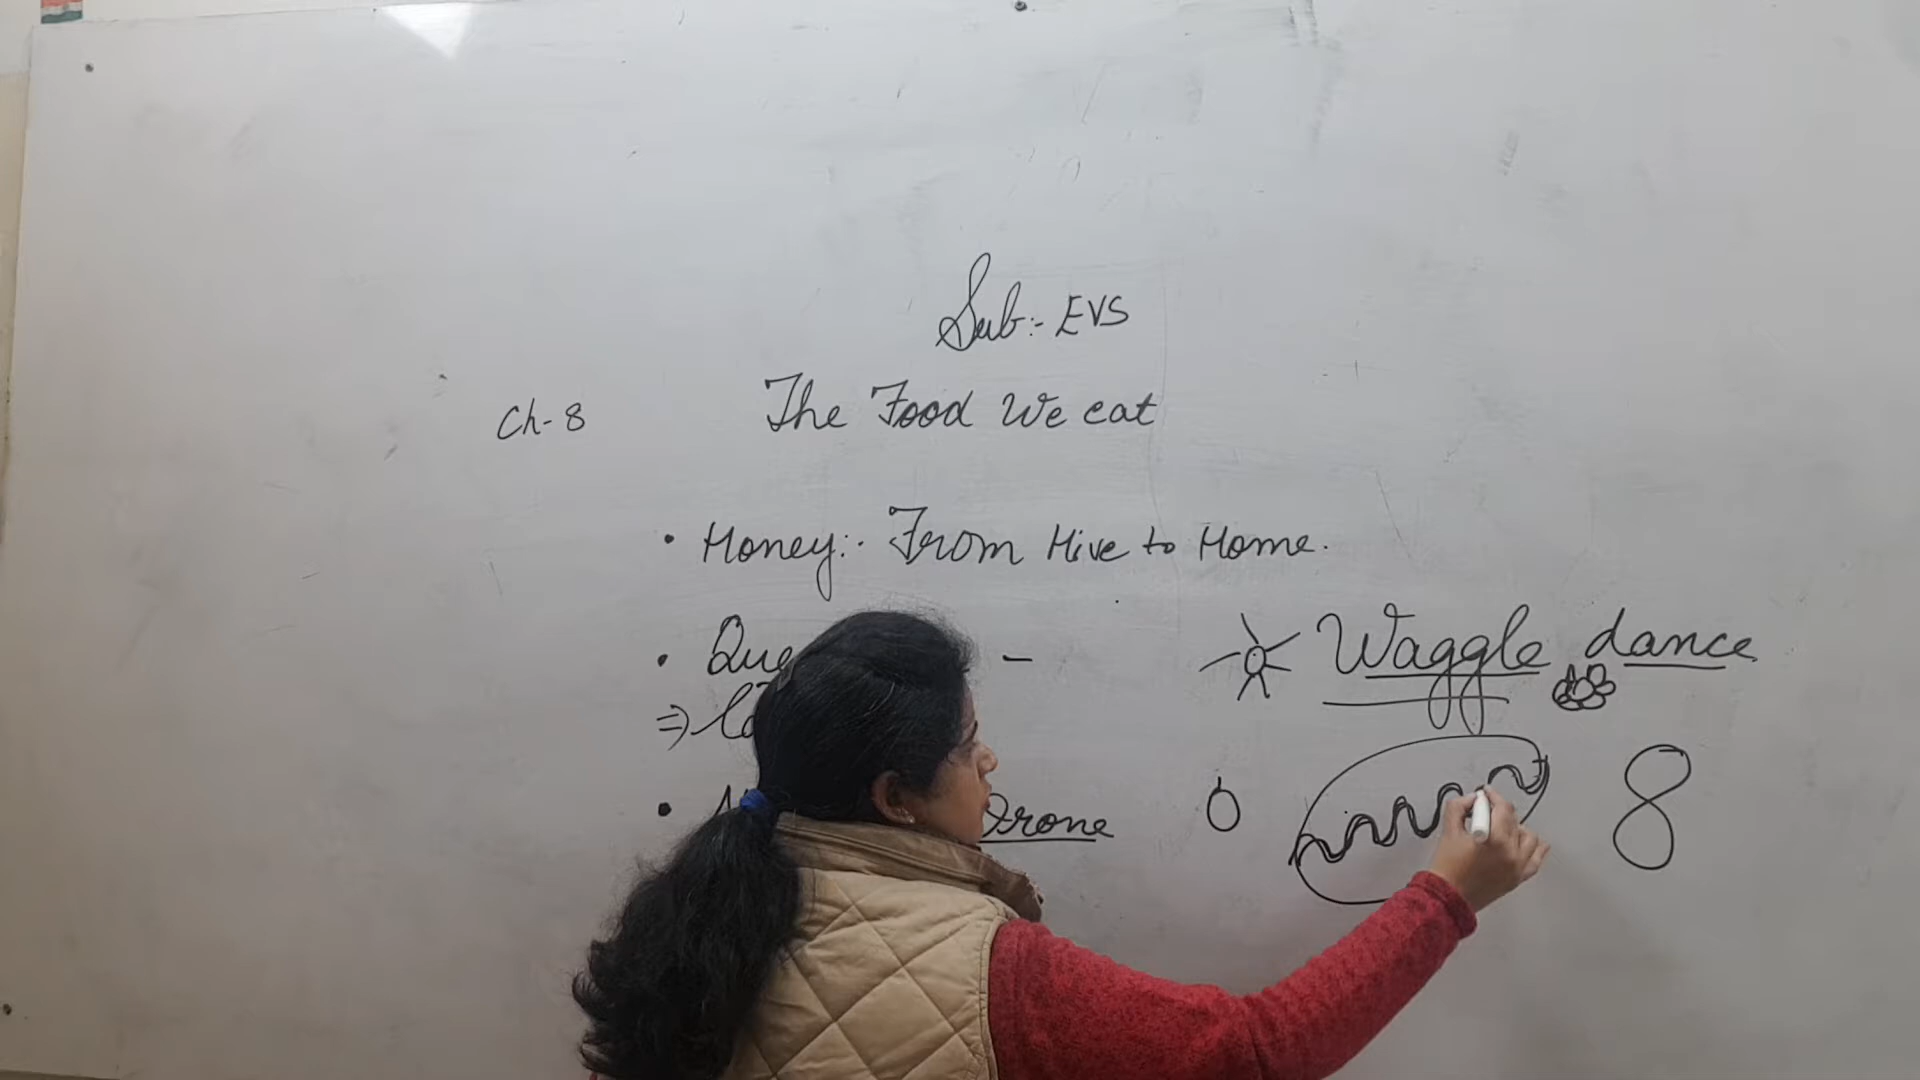 Sub:- EVS
Ch-8 The Food We eat
• Honey:- From Hive to Home.
• - Waggle dance
⇒
• Drone 8